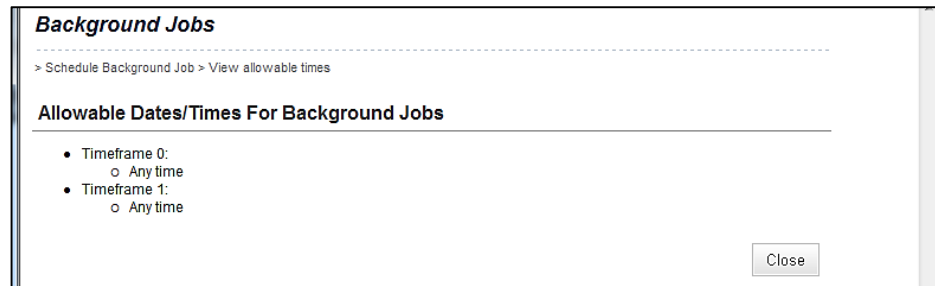 Background Jobs
> Schedule Background Job > View allowable times
Allowable Dates/Times For Background Jobs
Timeframe 0:
Any time
Timeframe 1:
Any time
Close